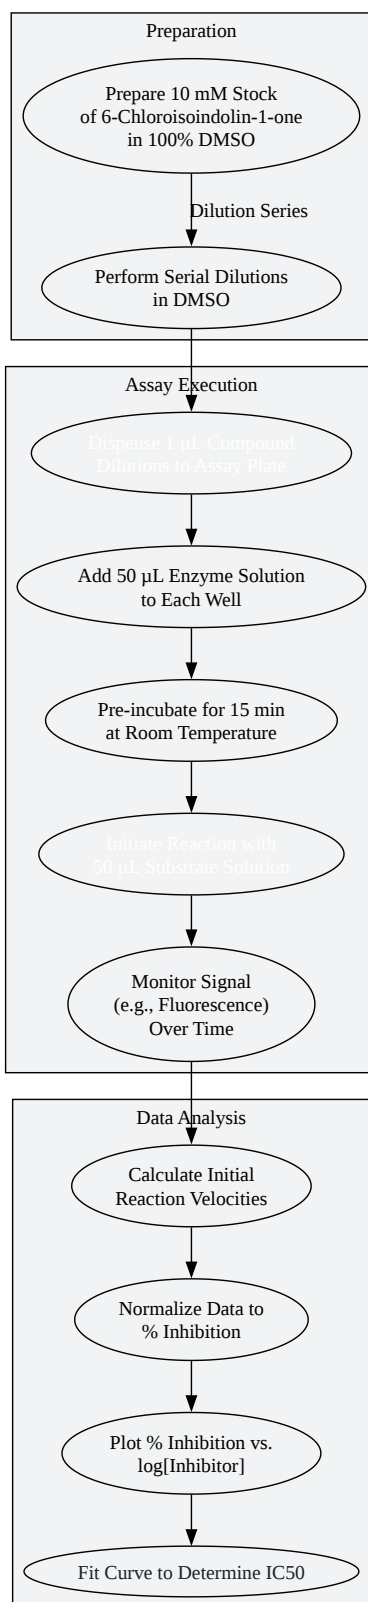 Preparation
Prepare 10 mM Stock
of 6-Chloroisoindolin-1-one
in 100% DMSO
Dilution Series
Perform Serial Dilutions
in DMSO
Assay Execution
Dispense 1 µL Compound
Dilutions to Assay Plate
Add 50 µL Enzyme Solution
to Each Well
Pre-incubate for 15 min
at Room Temperature
Initiate Reaction with
50 µL Substrate Solution
Monitor Signal
(e.g., Fluorescence)
Over Time
Data Analysis
Calculate Initial
Reaction Velocities
Normalize Data to
% Inhibition
Plot % Inhibition vs.
log[Inhibitor]
Fit Curve to Determine IC50